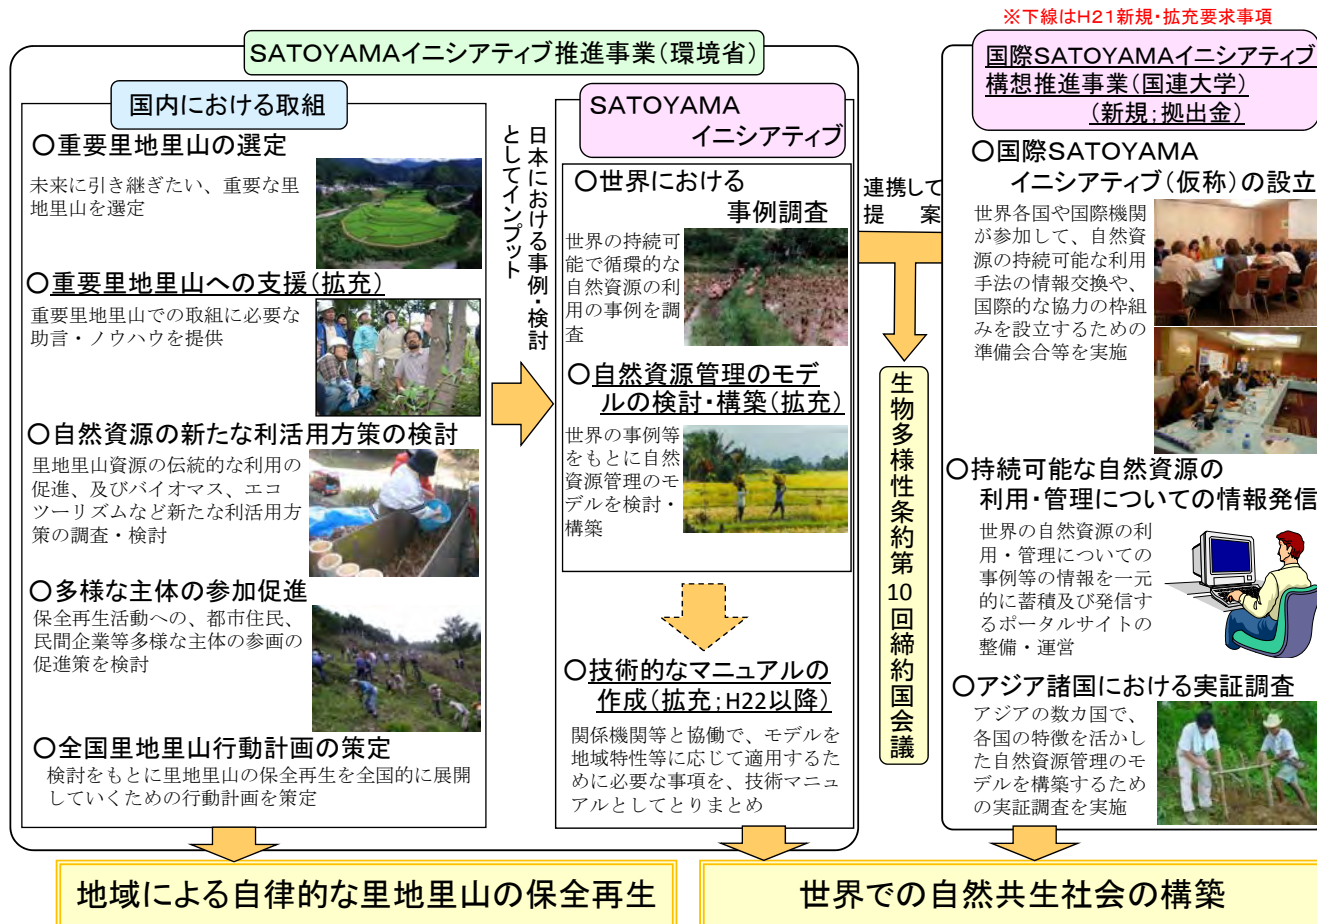 ※下線はH21新規・拡充要求事項
SATOYAMAイニシアティブ推進事業(環境省)
国内における取組
○重要里地里山の選定
未来に引き継ぎたい、重要な里
地里山を選定
○重要里地里山への支援(拡充)
重要里地里山での取組に必要な
助言・ノウハウを提供
○自然資源の新たな利活用方策の検討
里地里山資源の伝統的な利用の
促進、及びバイオマス、エコ
ツーリズムなど新たな利活用方
策の調査・検討
○多様な主体の参加促進
保全再生活動への、都市住民、
民間企業等多様な主体の参画の
促進策を検討
○全国里地里山行動計画の策定
検討をもとに里地里山の保全再生を全国的に展開
していくための行動計画を策定
日本における事例・検討
としてインプット
SATOYAMA
イニシアティブ
○世界における
事例調査
世界の持続可
能で循環的な
自然資源の利
用の事例を調
査
○自然資源管理のモデ
ルの検討・構築(拡充)
世界の事例等
をもとに自然
資源管理のモ
デルを検討・
構築
○技術的なマニュアルの
作成(拡充;H22以降)
関係機関等と協働で、モデルを
地域特性等に応じて適用するた
めに必要な事項を、技術マニュ
アルとしてとりまとめ
連携して
提 案
生物多様性条約第10回締約国会議
国際SATOYAMAイニシアティブ
構想推進事業(国連大学)
(新規;拠出金)
○国際SATOYAMA
イニシアティブ(仮称)の設立
世界各国や国際機関
が参加して、自然資
源の持続可能な利用
手法の情報交換や、
国際的な協力の枠組
みを設立するための
準備会合等を実施
○持続可能な自然資源の
利用・管理についての情報発信
世界の自然資源の利
用・管理についての
事例等の情報を一元
的に蓄積及び発信す
るポータルサイトの
整備・運営
○アジア諸国における実証調査
アジアの数カ国で、
各国の特徴を活かし
た自然資源管理のモ
デルを構築するため
の実証調査を実施
地域による自律的な里地里山の保全再生
世界での自然共生社会の構築